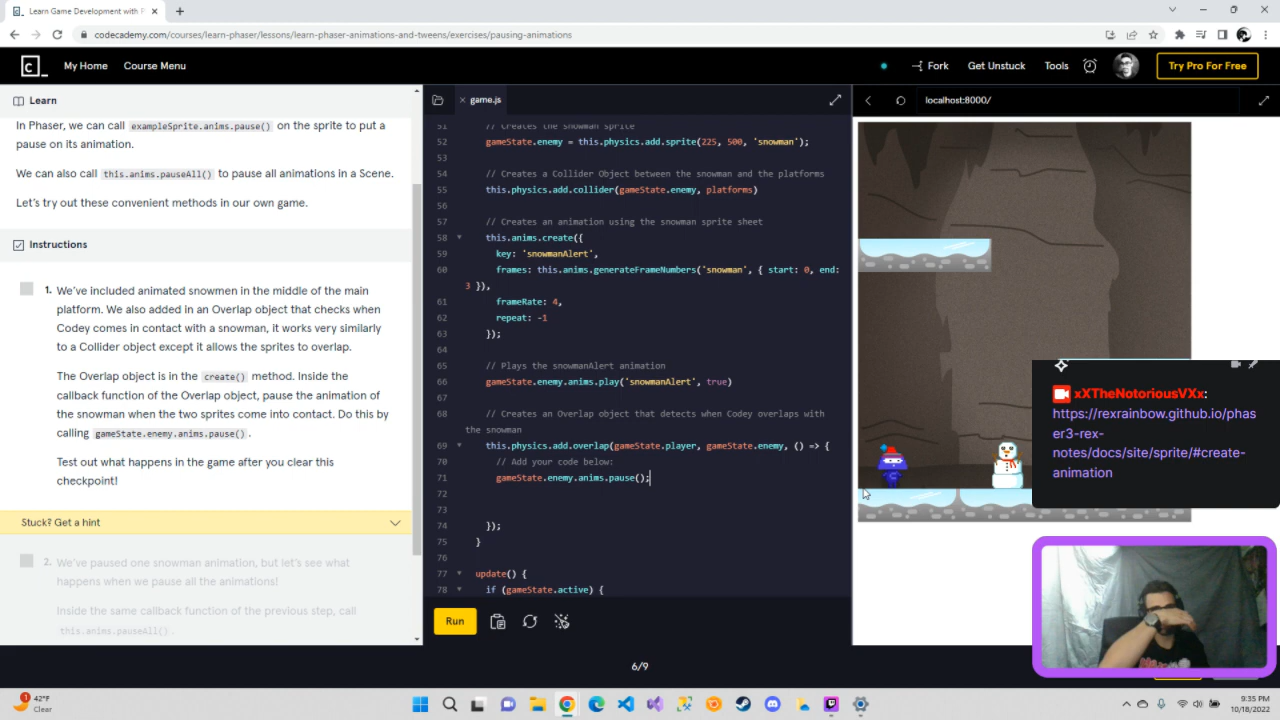 Learn Game Development with P
codecademy.com/courses/learn-phaser/lessons/learn-phaser-animations-and-tweens/exercises/pausing-animations
My Home
Course Menu
Fork
Get Unstuck
Tools
Try Pro For Free
Learn
In Phaser, we can call exampleSprite.anims.pause() on the sprite to put a
pause on its animation.
We can also call this.anims.pauseAll() to pause all animations in a Scene.
Let's try out these convenient methods in our own game.
Instructions
1. We've included animated snowmen in the middle of the main
platform. We also added in an Overlap object that checks when
Codey comes in contact with a snowman, it works very similarly
to a Collider object except it allows the sprites to overlap.
The Overlap object is in the create() method. Inside the
callback function of the Overlap object, pause the animation of
the snowman when the two sprites come into contact. Do this by
calling gameState.enemy.anims.pause().
Test out what happens in the game after you clear this
checkpoint!
Stuck? Get a hint
2. We've paused one snowman animation, but let's see what
happens when we pause all the animations!
Inside the same callback function of the previous step, call
this.anims.pauseAll().
game.js
51 // Creates the snowman sprite
52 gameState.enemy = this.physics.add.sprite(225, 500, 'snowman');
53
54 // Creates a Collider Object between the snowman and the platforms
55 this.physics.add.collider(gameState.enemy, platforms)
56
57 // Creates an animation using the snowman sprite sheet
58 this.anims.create({
59 key: 'snowmanAlert',
60 frames: this.anims.generateFrameNumbers('snowman', { start: 0, end:
3 }),
61 frameRate: 4,
62 repeat: -1
63 });
64
65 // Plays the snowmanAlert animation
66 gameState.enemy.anims.play('snowmanAlert', true)
67
68 // Creates an Overlap object that detects when Codey overlaps with
the snowman
69 this.physics.add.overlap(gameState.player, gameState.enemy, () => {
70 // Add your code below:
71 gameState.enemy.anims.pause();
72
73
74 });
75 }
76
77 update() {
78 if (gameState.active) {
Run
6/9
localhost:8000/
xXTheNotoriousVXx:
https://rexrainbow.github.io/phas
er3-rex-
notes/docs/site/sprite/#create-
animation
1
42°F
Clear
9:35 PM
10/18/2022